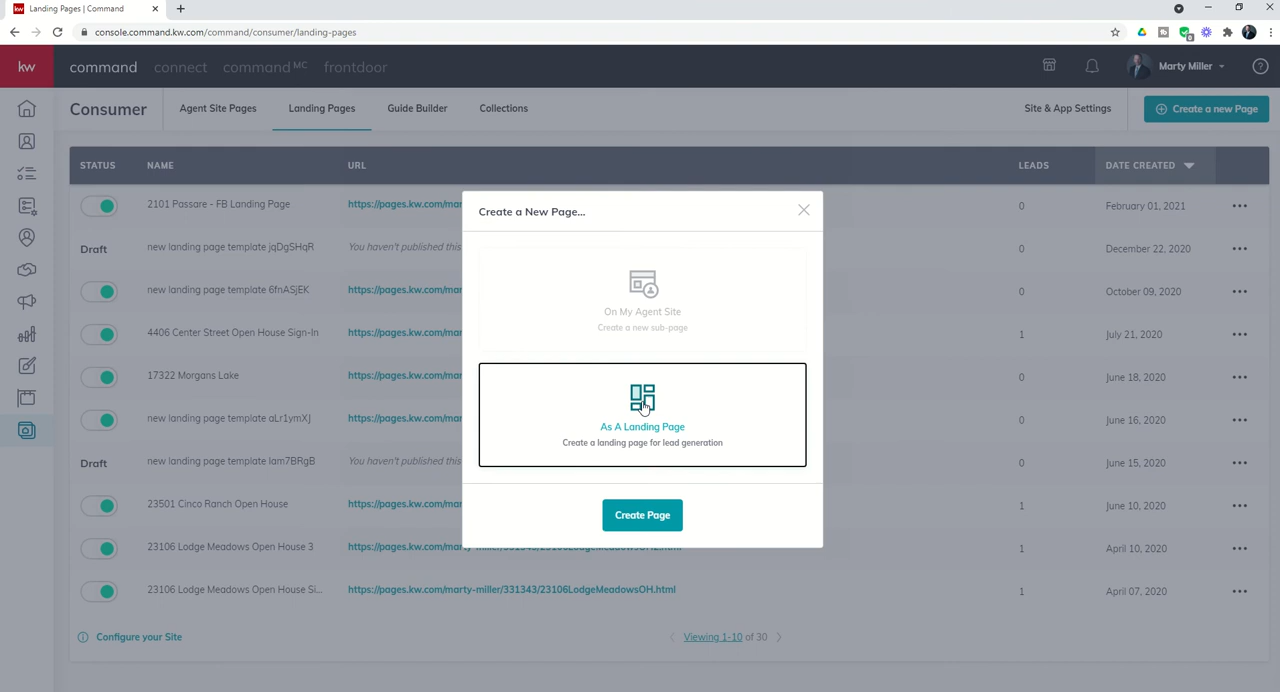 kw Landing Pages | Command
console.command.kw.com/command/consumer/landing-pages
kw command connect command MC frontdoor Marty Miller
Consumer Agent Site Pages Landing Pages Guide Builder Collections Site & App Settings Create a new Page
STATUS NAME URL LEADS DATE CREATED
2101 Passare - FB Landing Page https://pages.kw.com/mar 0 February 01, 2021
Draft new landing page template jqDgSHqR You haven't published this 0 December 22, 2020
new landing page template 6fnASjEK https://pages.kw.com/mar 0 October 09, 2020
4406 Center Street Open House Sign-In https://pages.kw.com/mar 1 July 21, 2020
17322 Morgans Lake https://pages.kw.com/mar 0 June 18, 2020
new landing page template aLr1ymXJ https://pages.kw.com/mar 0 June 16, 2020
Draft new landing page template lam7BRgB You haven't published this 0 June 15, 2020
23501 Cinco Ranch Open House https://pages.kw.com/mar 1 June 10, 2020
23106 Lodge Meadows Open House 3 https://pages.kw.com/marty-miller/331343/23106LodgeMeadowsOH2.html 1 April 10, 2020
23106 Lodge Meadows Open House Si... https://pages.kw.com/marty-miller/331343/23106LodgeMeadowsOH.html 1 April 07, 2020
Configure your Site Viewing 1-10 of 30
Create a New Page...
On My Agent Site
Create a new sub-page
As A Landing Page
Create a landing page for lead generation
Create Page